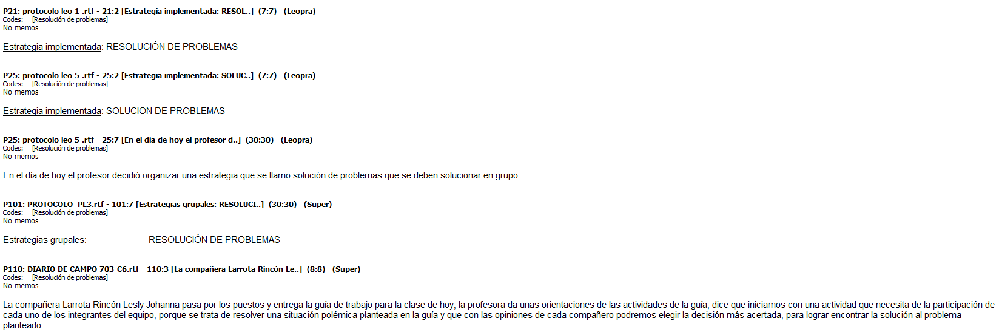 P21: protocolo leo 1 .rtf - 21:2 [Estrategia implementada: RESOL..] (7:7) (Leopra)
Codes: [Resolución de problemas]
No memos
Estrategia implementada: RESOLUCIÓN DE PROBLEMAS
P25: protocolo leo 5 .rtf - 25:2 [Estrategia implementada: SOLUC..] (7:7) (Leopra)
Codes: [Resolución de problemas]
No memos
Estrategia implementada: SOLUCION DE PROBLEMAS
P25: protocolo leo 5 .rtf - 25:7 [En el día de hoy el profesor d..] (30:30) (Leopra)
Codes: [Resolución de problemas]
No memos
En el día de hoy el profesor decidió organizar una estrategia que se llamo solución de problemas que se deben solucionar en grupo.
P101: PROTOCOLO_PL3.rtf - 101:7 [Estrategias grupales: RESOLUCI..] (30:30) (Super)
Codes: [Resolución de problemas]
No memos
Estrategias grupales: RESOLUCIÓN DE PROBLEMAS
P110: DIARIO DE CAMPO 703-C6.rtf - 110:3 [La compañera Larrota Rincón Le..] (8:8) (Super)
Codes: [Resolución de problemas]
No memos
La compañera Larrota Rincón Lesly Johanna pasa por los puestos y entrega la guía de trabajo para la clase de hoy; la profesora da unas orientaciones de las actividades de la guía, dice que iniciamos con una actividad que necesita de la participación de
cada uno de los integrantes del equipo, porque se trata de resolver una situación polémica planteada en la guía y que con las opiniones de cada compañero podremos elegir la decisión más acertada, para lograr encontrar la solución al problema
planteado.